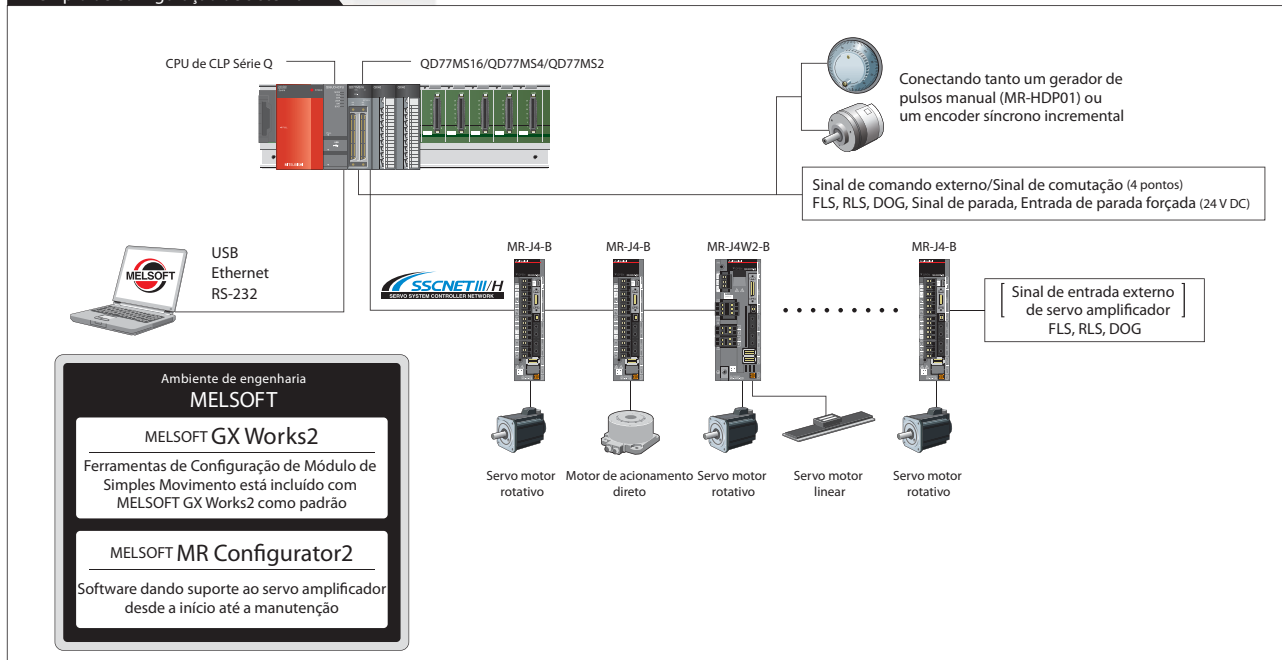 CPU de CLP Série Q
QD77MS16/QD77MS4/QD77MS2
Conectando tanto um gerador de
pulsos manual (MR-HDP01) ou
um encoder síncrono incremental
Sinal de comando externo/Sinal de comutação (4 pontos)
FLS, RLS, DOG, Sinal de parada, Entrada de parada forçada (24 V DC)
MELSOFT
USB
Ethernet
RS-232
SSCNETIII/H
SERVO SYSTEM CONTROLLER NETWORK
MR-J4-B
MR-J4-B
MR-J4W2-B
MR-J4-B
Sinal de entrada externo
de servo amplificador
FLS, RLS, DOG
Servo motor
rotativo
Motor de acionamento
direto
Servo motor
rotativo
Servo motor
linear
Servo motor
rotativo
Ambiente de engenharia
MELSOFT
MELSOFT GX Works2
Ferramentas de Configuração de Módulo de
Simples Movimento está incluído com
MELSOFT GX Works2 como padrão
MELSOFT MR Configurator2
Software dando suporte ao servo amplificador
desde a início até a manutenção